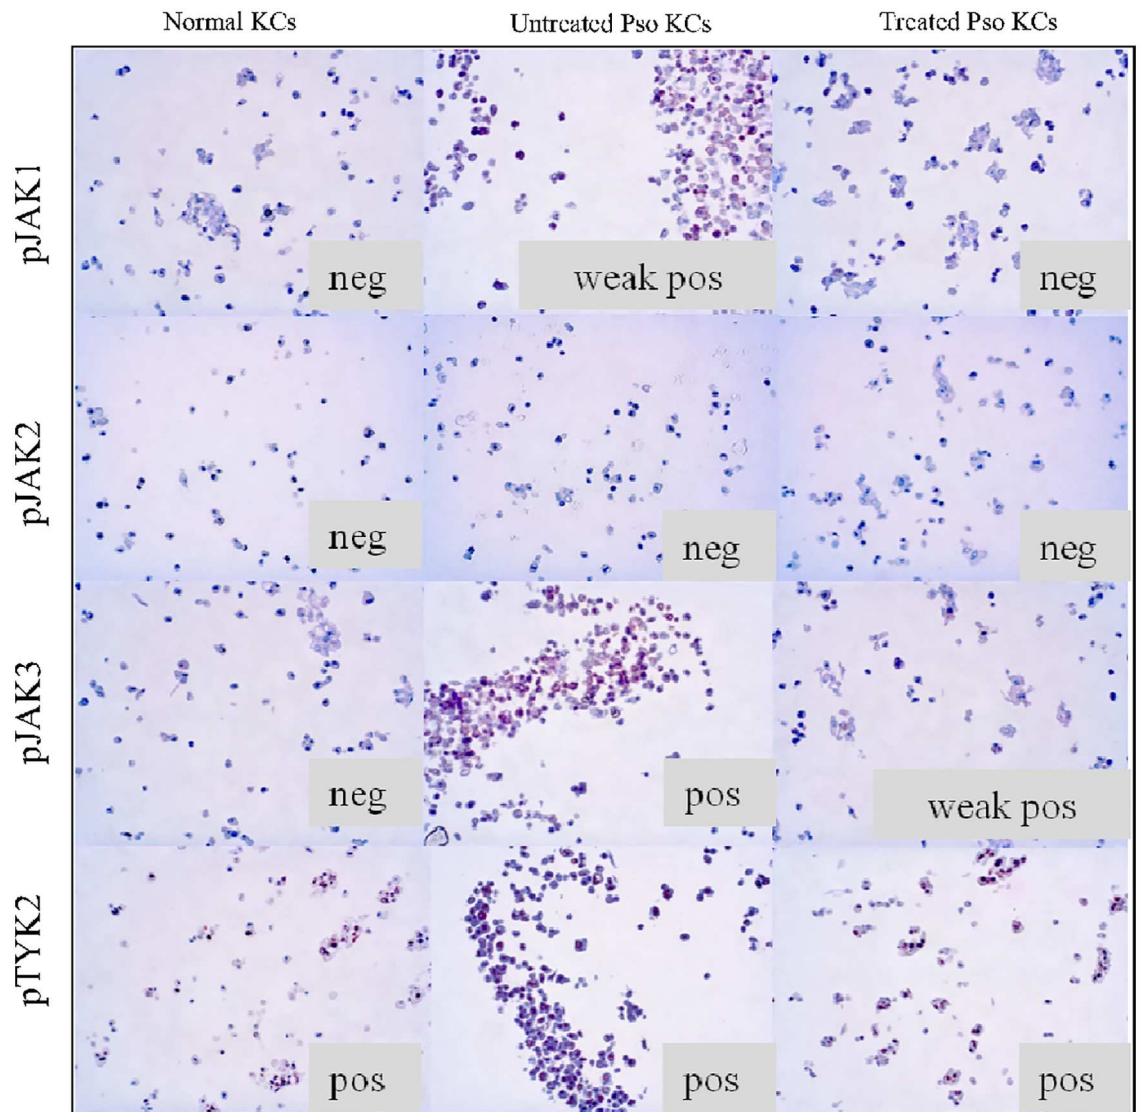 Normal KCs
Untreated Pso KCs
Treated Pso KCs
pJAK1
neg
weak pos
neg
pJAK2
neg
neg
neg
pJAK3
neg
pos
weak pos
pTYK2
pos
pos
pos